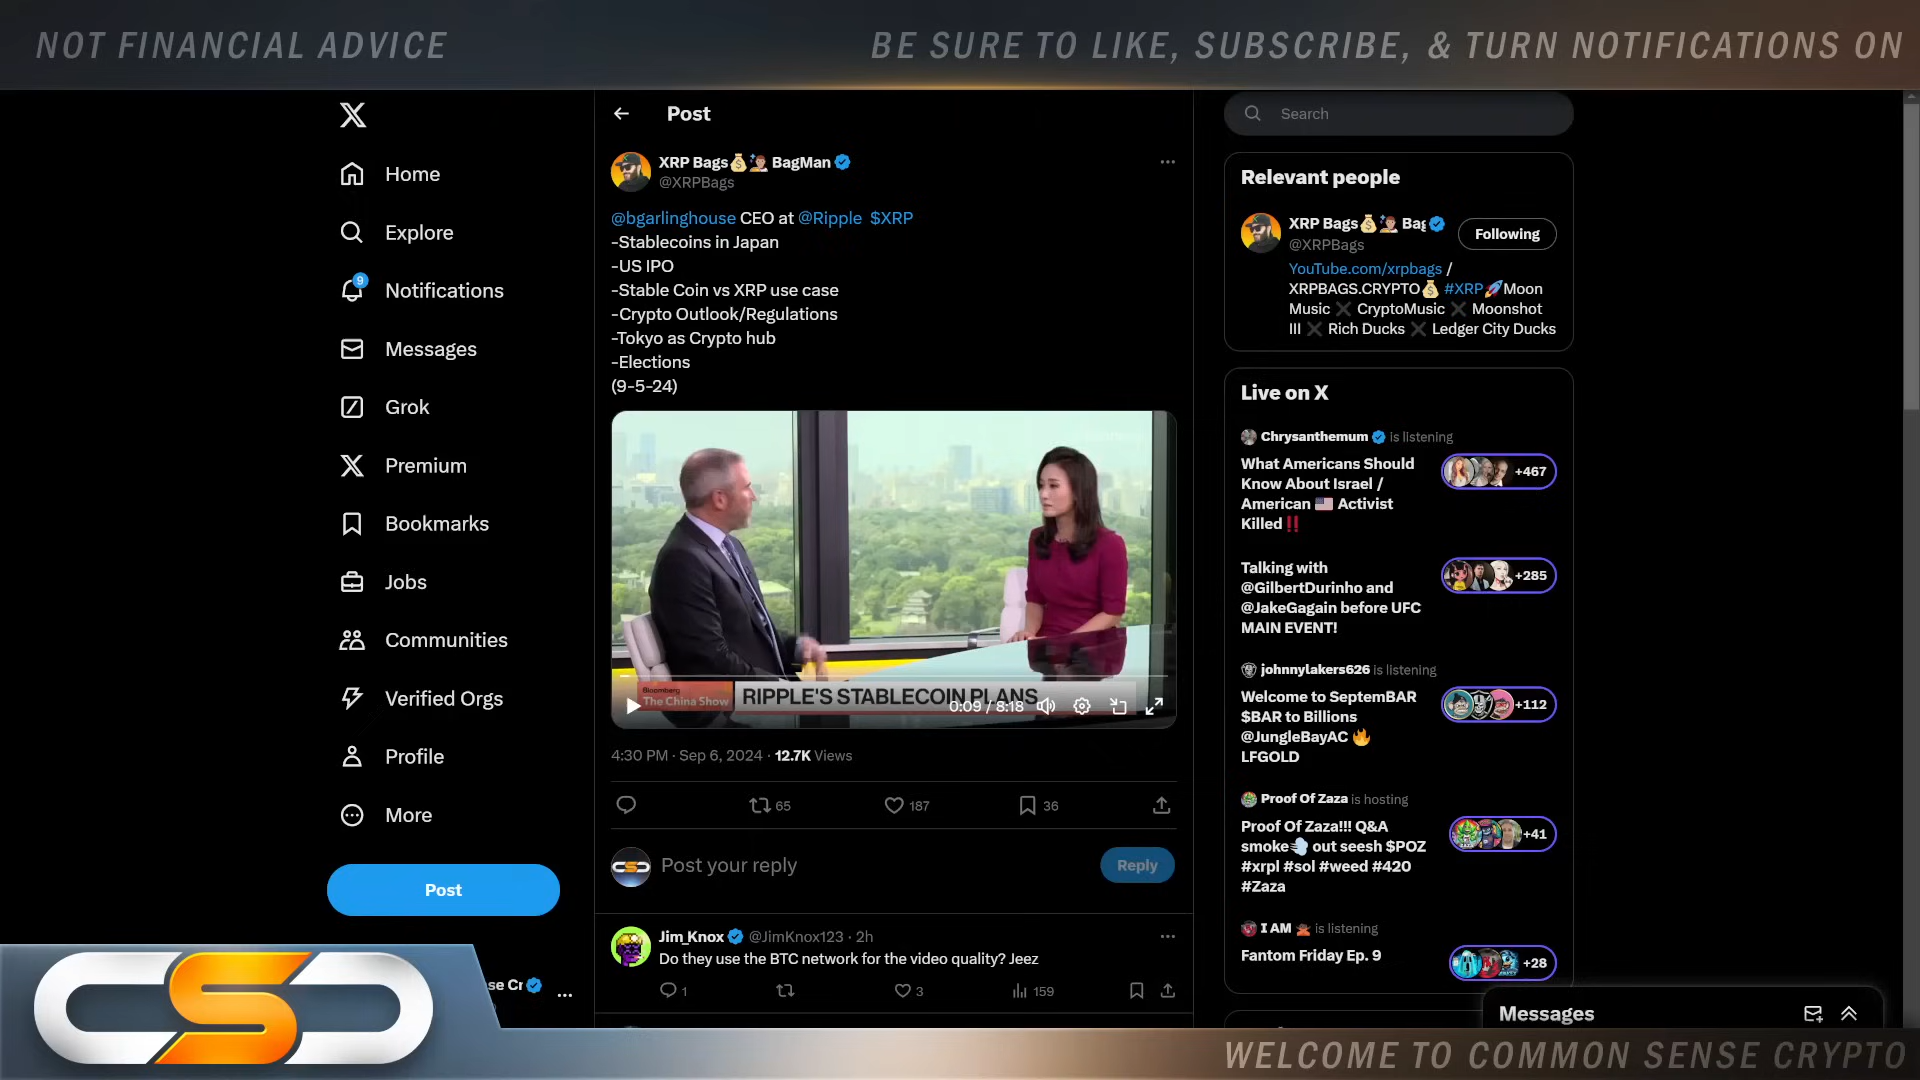 NOT FINANCIAL ADVICE
BE SURE TO LIKE, SUBSCRIBE, & TURN NOTIFICATIONS ON
Home
Explore
9
Notifications
Messages
Grok
Premium
Bookmarks
Jobs
Communities
Verified Orgs
Profile
More
Post
se Cr
Post
XRP Bags💰 BagMan
@XRPBags
@bgarlinghouse CEO at @Ripple $XRP
-Stablecoins in Japan
-US IPO
-Stable Coin vs XRP use case
-Crypto Outlook/Regulations
-Tokyo as Crypto hub
-Elections
(9-5-24)
Bloomberg
The China Show
RIPPLE'S STABLECOIN PLANS
0:09 / 8:18
4:30 PM · Sep 6, 2024 · 12.7K Views
65
187
36
Post your reply
Reply
Jim_Knox @JimKnox123 · 2h
Do they use the BTC network for the video quality? Jeez
1
3
159
Search
Relevant people
XRP Bags💰 Bag
@XRPBags
Following
YouTube.com/xrpbags /
XRPBAGS.CRYPTO💰 #XRP🚀Moon
Music ✖ CryptoMusic ✖ Moonshot
III ✖ Rich Ducks ✖ Ledger City Ducks
Live on X
Chrysanthemum is listening
What Americans Should
Know About Israel /
American 🇺🇸 Activist
Killed‼️
+467
Talking with
@GilbertDurinho and
@JakeGagain before UFC
MAIN EVENT!
+285
johnnylakers626 is listening
Welcome to SeptemBAR
$BAR to Billions
@JungleBayAC 🔥
LFGOLD
+112
Proof Of Zaza is hosting
Proof Of Zaza!!! Q&A
smoke💨 out seesh $POZ
#xrpl #sol #weed #420
#Zaza
+41
I AM is listening
Fantom Friday Ep. 9
+28
Messages
CSC
WELCOME TO COMMON SENSE CRYPTO